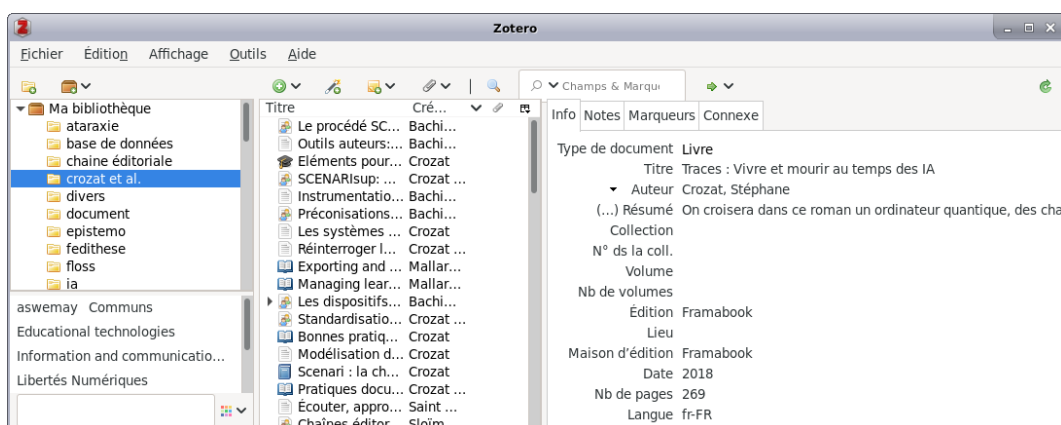 Zotero
Fichier Édition Affichage Outils Aide
Champs & Marqu
Ma bibliothèque
ataraxie
base de données
chaine éditoriale
crozat et al.
divers
document
epistemo
fedithese
floss
ia
aswemay Communs
Educational technologies
Information and communicatio...
Libertés Numériques
Titre Cré...
Le procédé SC... Bachi...
Outils auteurs:... Bachi...
Eléments pour... Crozat
SCENARIsup: ... Crozat ...
Instrumentatio... Bachi...
Préconisations... Bachi...
Les systèmes ... Crozat
Réinterroger l... Crozat ...
Exporting and ... Mallar...
Managing lear... Mallar...
Les dispositifs... Bachi...
Standardisatio... Crozat ...
Bonnes pratiq... Crozat
Modélisation d... Crozat
Scenari : la ch... Crozat
Pratiques docu... Crozat ...
Écouter, appro... Saint ...
Chaînes éditor... Sloïm
Info Notes Marqueurs Connexe
Type de document Livre
Titre Traces : Vivre et mourir au temps des IA
Auteur Crozat, Stéphane
(...) Résumé On croisera dans ce roman un ordinateur quantique, des cha
Collection
N° ds la coll.
Volume
Nb de volumes
Édition Framabook
Lieu
Maison d'édition Framabook
Date 2018
Nb de pages 269
Langue fr-FR